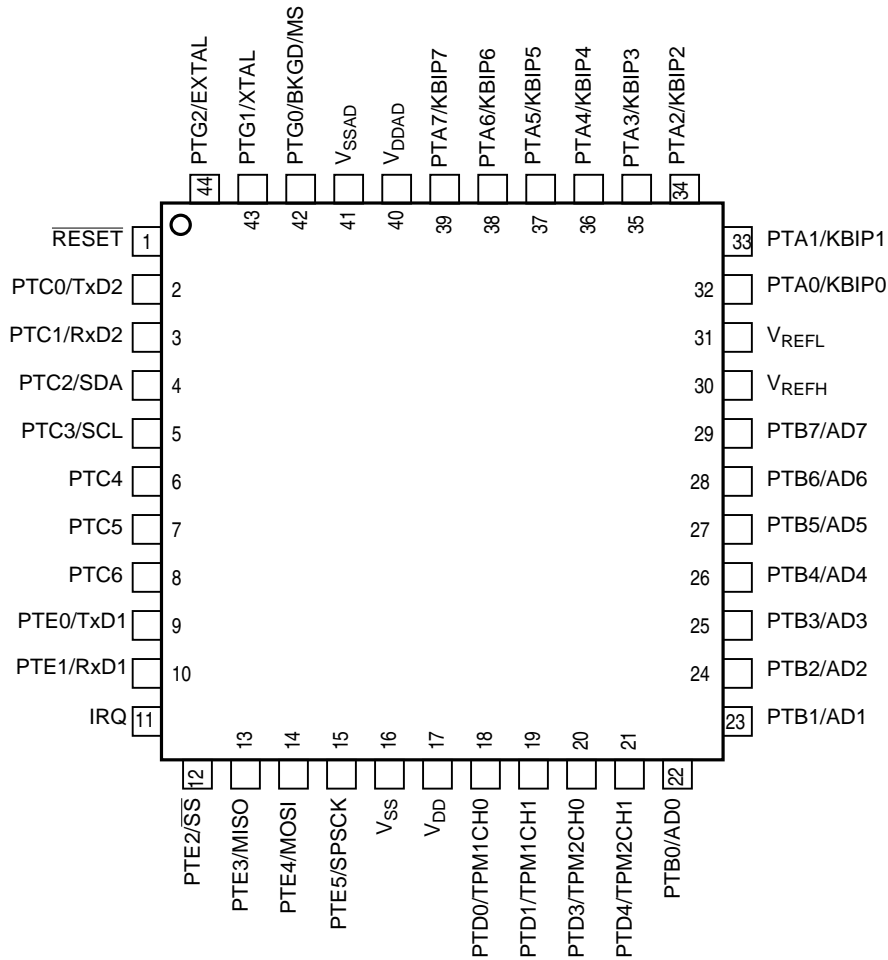 PTG2/EXTAL
PTG1/XTAL
PTG0/BKGD/MS
VSSAD
VDDAD
PTA7/KBIP7
PTA6/KBIP6
PTA5/KBIP5
PTA4/KBIP4
PTA3/KBIP3
PTA2/KBIP2
44
43
42
41
40
39
38
37
36
35
34
RESET 1
PTC0/TxD2 2
PTC1/RxD2 3
PTC2/SDA 4
PTC3/SCL 5
PTC4 6
PTC5 7
PTC6 8
PTE0/TxD1 9
PTE1/RxD1 10
IRQ 11
33 PTA1/KBIP1
32 PTA0/KBIP0
31 VREFL
30 VREFH
29 PTB7/AD7
28 PTB6/AD6
27 PTB5/AD5
26 PTB4/AD4
25 PTB3/AD3
24 PTB2/AD2
23 PTB1/AD1
12
13
14
15
16
17
18
19
20
21
22
PTE2/SS
PTE3/MISO
PTE4/MOSI
PTE5/SPSCK
VSS
VDD
PTD0/TPM1CH0
PTD1/TPM1CH1
PTD3/TPM2CH0
PTD4/TPM2CH1
PTB0/AD0